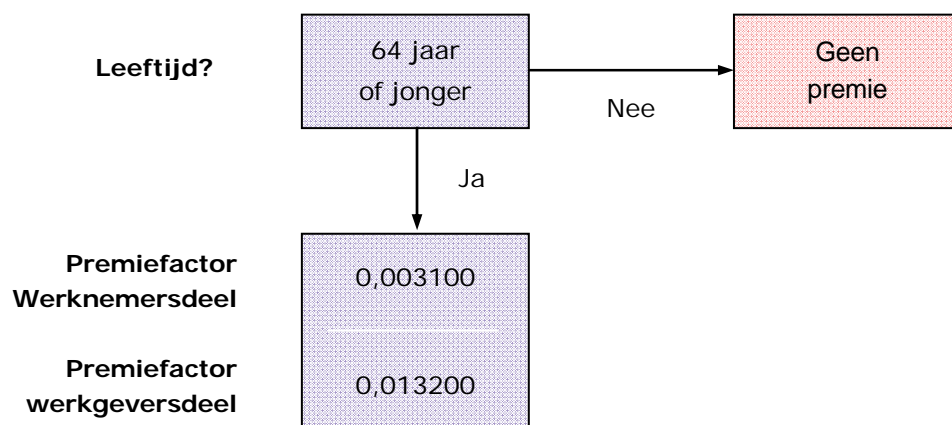 Leeftijd?
64 jaar
of jonger
Geen
premie
Nee
Ja
Premiefactor
Werknemersdeel
0,003100
Premiefactor
werkgeversdeel
0,013200